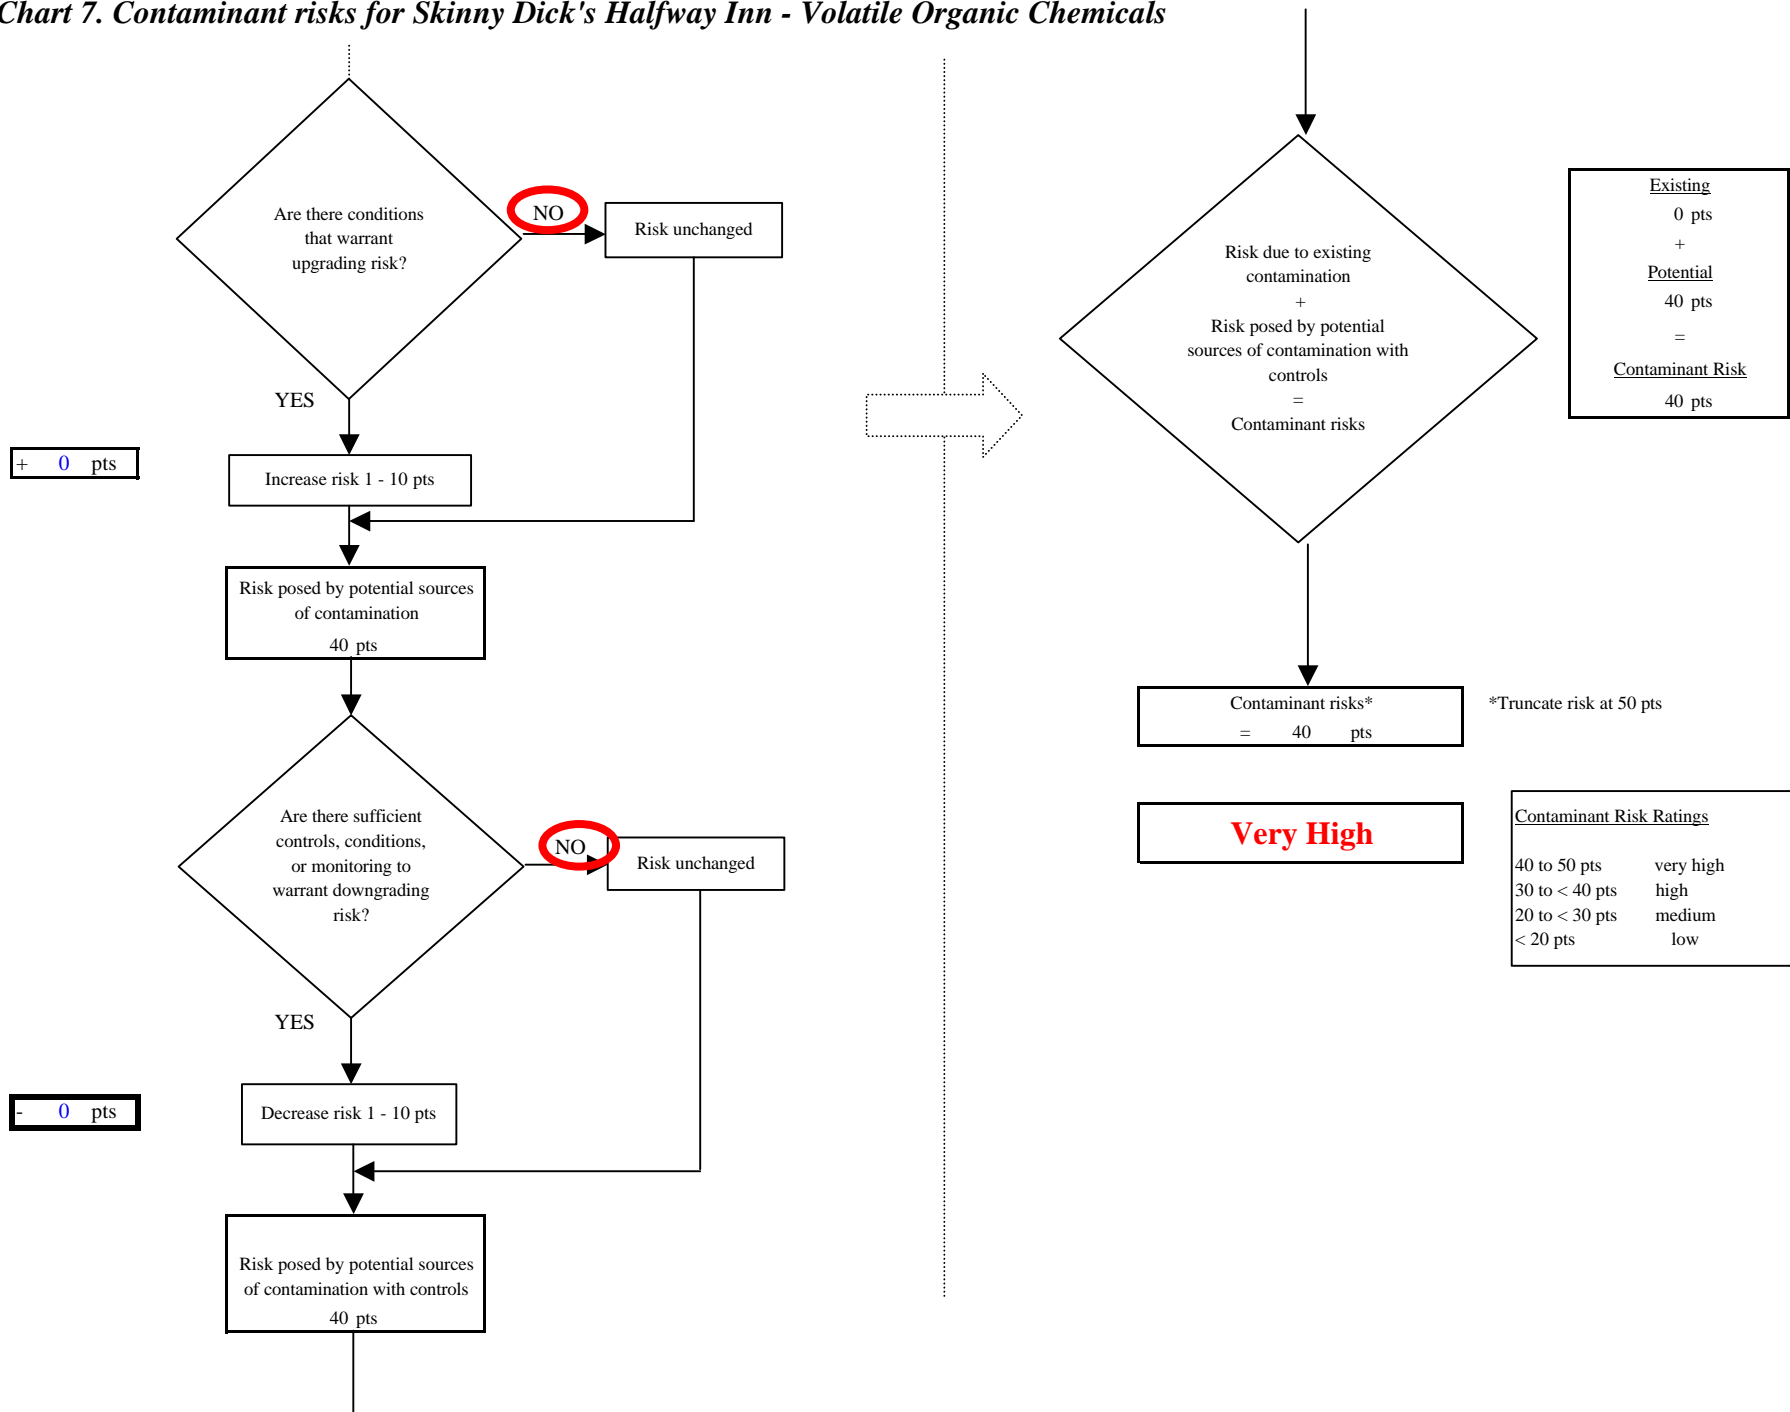 Chart 7. Contaminant risks for Skinny Dick's Halfway Inn - Volatile Organic Chemicals
Are there conditions
that warrant
upgrading risk?
NO
Risk unchanged
YES
+ 0 pts
Increase risk 1 - 10 pts
Risk posed by potential sources
of contamination
40 pts
Are there sufficient
controls, conditions,
or monitoring to
warrant downgrading
risk?
NO
Risk unchanged
YES
- 0 pts
Decrease risk 1 - 10 pts
Risk posed by potential sources
of contamination with controls
40 pts
Risk due to existing
contamination
+
Risk posed by potential
sources of contamination with
controls
=
Contaminant risks
Existing
0 pts
+
Potential
40 pts
=
Contaminant Risk
40 pts
Contaminant risks*
= 40 pts
*Truncate risk at 50 pts
Very High
Contaminant Risk Ratings
40 to 50 pts very high
30 to < 40 pts high
20 to < 30 pts medium
< 20 pts low